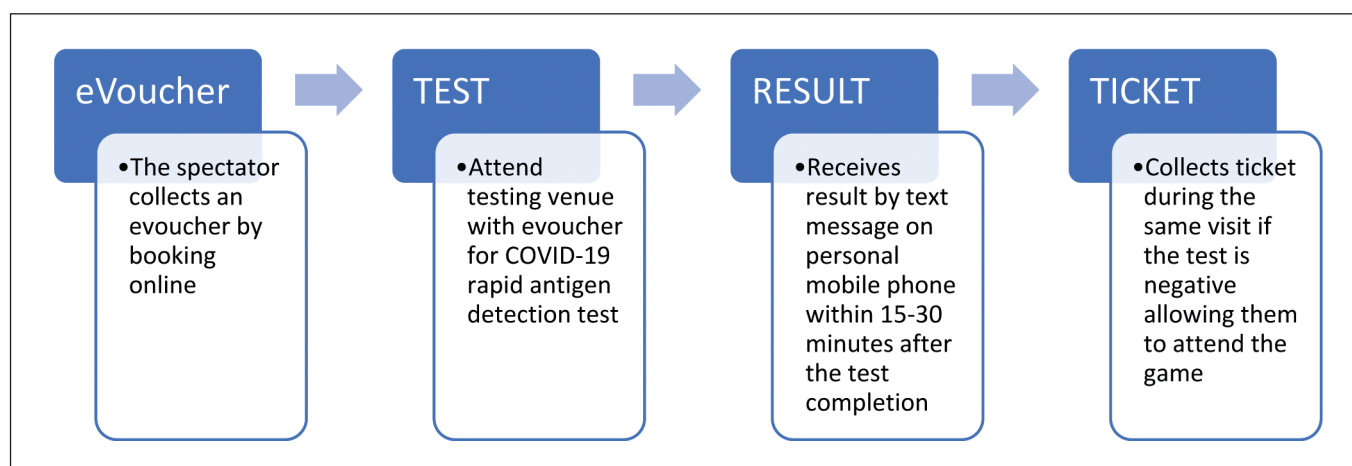 eVoucher
•The spectator
collects an
evoucher by
booking
online
TEST
•Attend
testing venue
with evoucher
for COVID-19
rapid antigen
detection test
RESULT
•Receives
result by text
message on
personal
mobile phone
within 15-30
minutes after
the test
completion
TICKET
•Collects ticket
during the
same visit if
the test is
negative
allowing them
to attend the
game